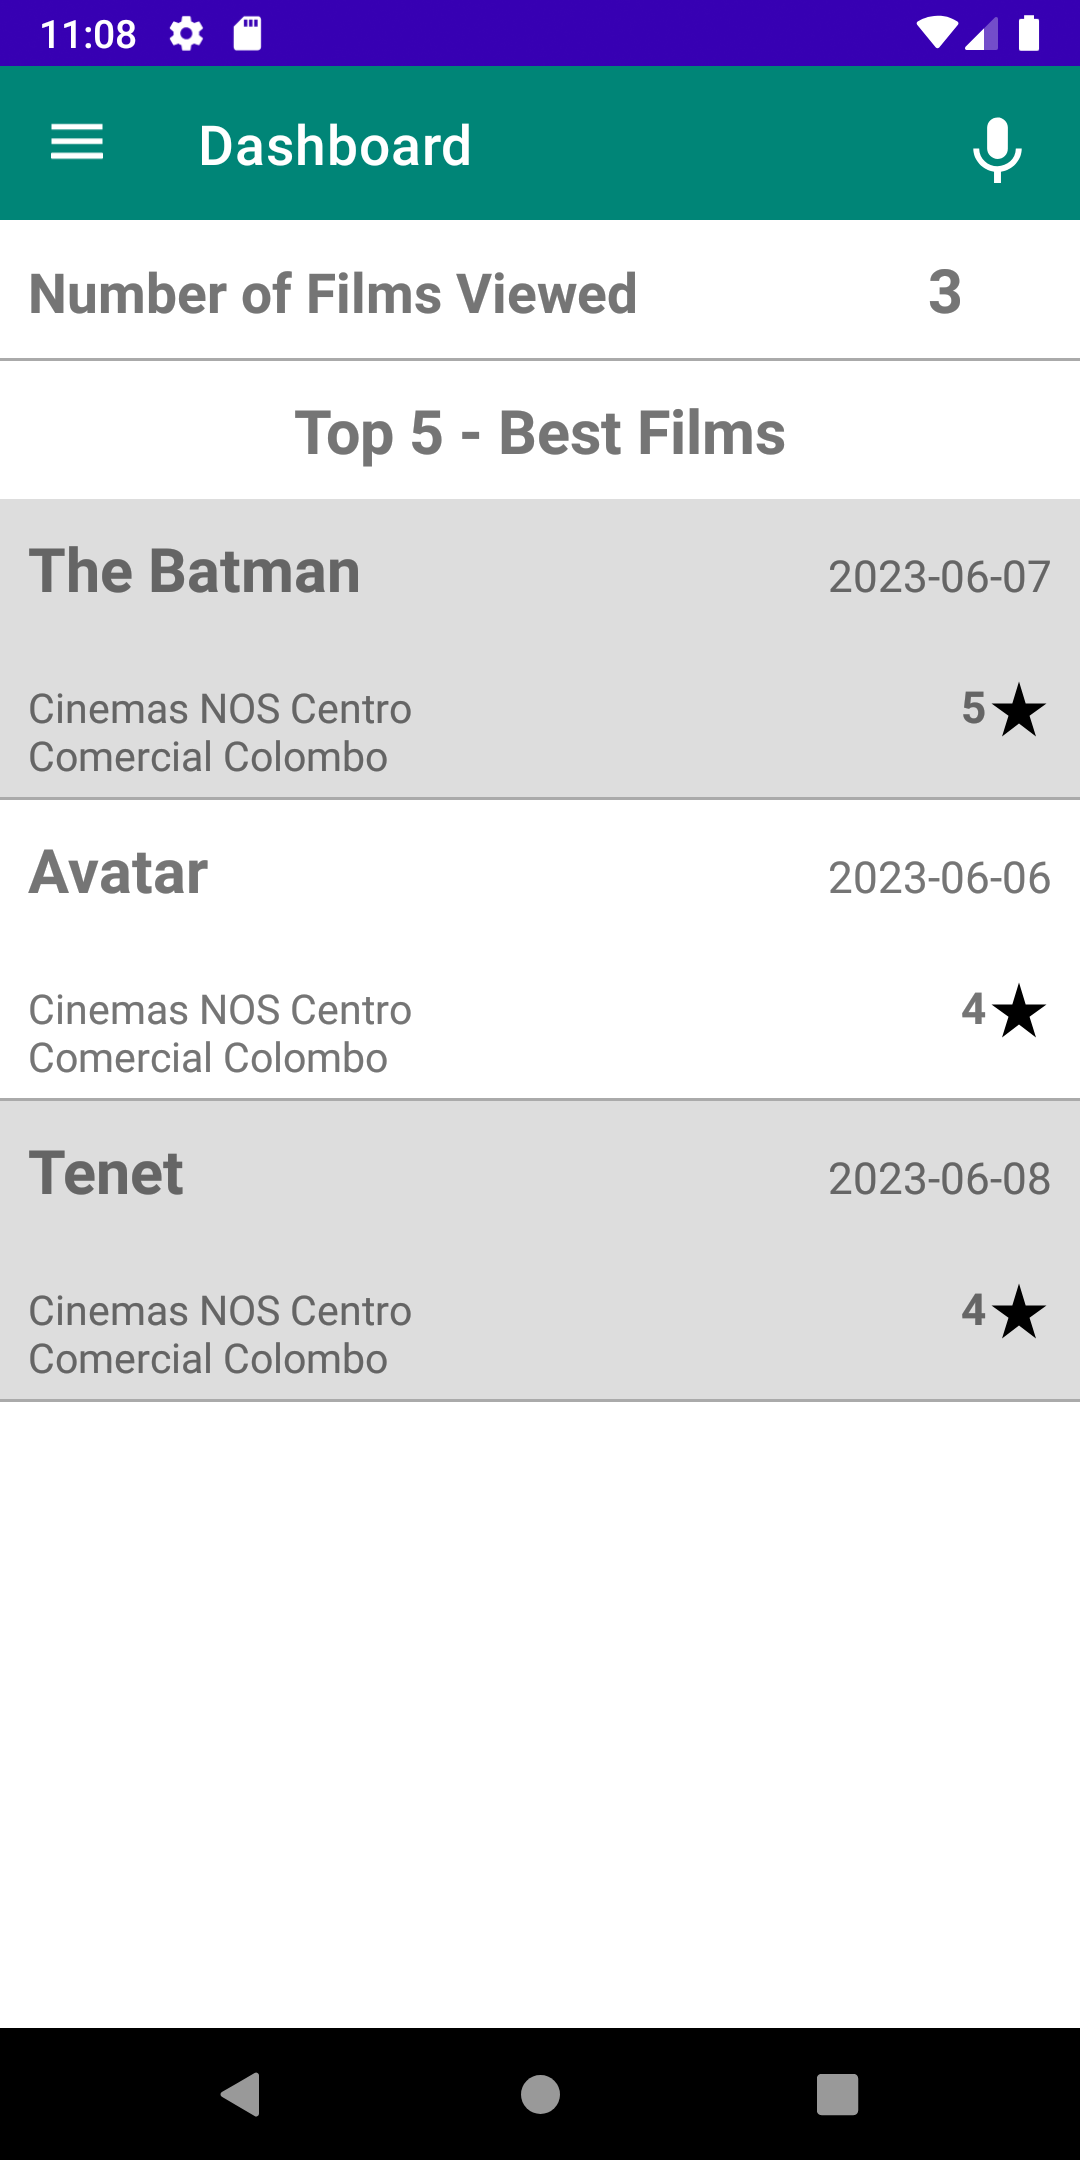 11:08
Dashboard
Number of Films Viewed 3
Top 5 - Best Films
The Batman 2023-06-07
Cinemas NOS Centro 5
Comercial Colombo
Avatar 2023-06-06
Cinemas NOS Centro 4
Comercial Colombo
Tenet 2023-06-08
Cinemas NOS Centro 4
Comercial Colombo